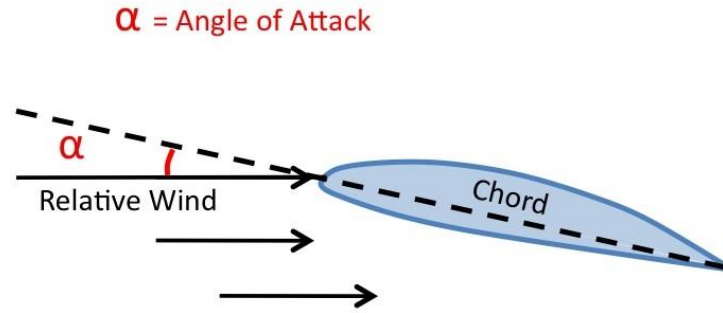 α = Angle of Attack
α
Chord
Relative Wind